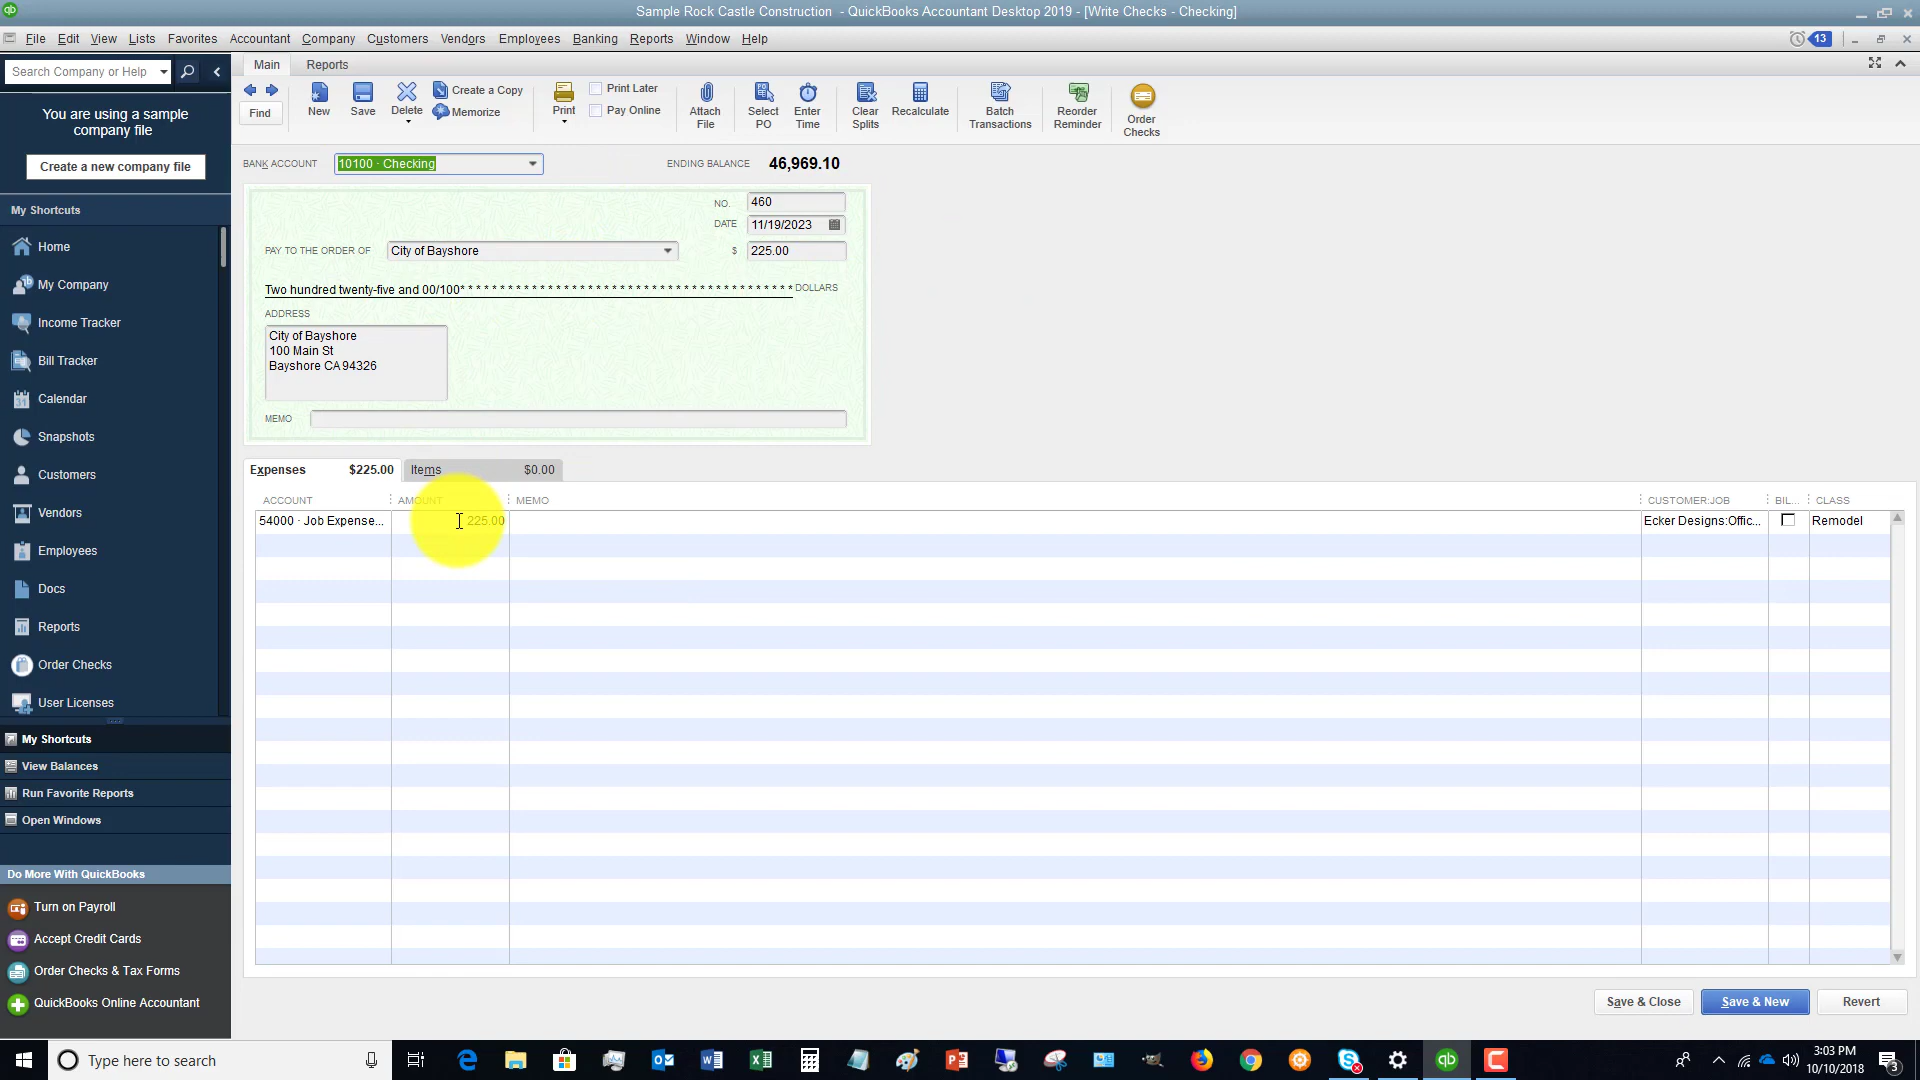 Sample Rock Castle Construction - QuickBooks Accountant Desktop 2019 - [Write Checks - Checking]
File Edit View Lists Favorites Accountant Company Customers Vendors Employees Banking Reports Window Help
13
Search Company or Help
You are using a sample
company file
Create a new company file
My Shortcuts
Home
My Company
Income Tracker
Bill Tracker
Calendar
Snapshots
Customers
Vendors
Employees
Docs
Reports
Order Checks
User Licenses
My Shortcuts
View Balances
Run Favorite Reports
Open Windows
Do More With QuickBooks
Turn on Payroll
Accept Credit Cards
Order Checks & Tax Forms
QuickBooks Online Accountant
Main Reports
Find
New
Save
Delete
Create a Copy
Memorize
Print
Print Later
Pay Online
Attach
File
Select
PO
Enter
Time
Clear
Splits
Recalculate
Batch
Transactions
Reorder
Reminder
Order
Checks
BANK ACCOUNT 10100 · Checking ENDING BALANCE 46,969.10
NO. 460
DATE 11/19/2023
PAY TO THE ORDER OF City of Bayshore $ 225.00
Two hundred twenty-five and 00/100* * * * * * * * * * * * * * * * * * * * * * * * * * * * * * * * * * * * * * * * * DOLLARS
ADDRESS
City of Bayshore
100 Main St
Bayshore CA 94326
MEMO
Expenses $225.00 Items $0.00
ACCOUNT AMOUNT MEMO CUSTOMER:JOB BIL... CLASS
54000 · Job Expense... 225.00 Ecker Designs:Offic... Remodel
Save & Close Save & New Revert
Type here to search
3:03 PM
10/10/2018
3